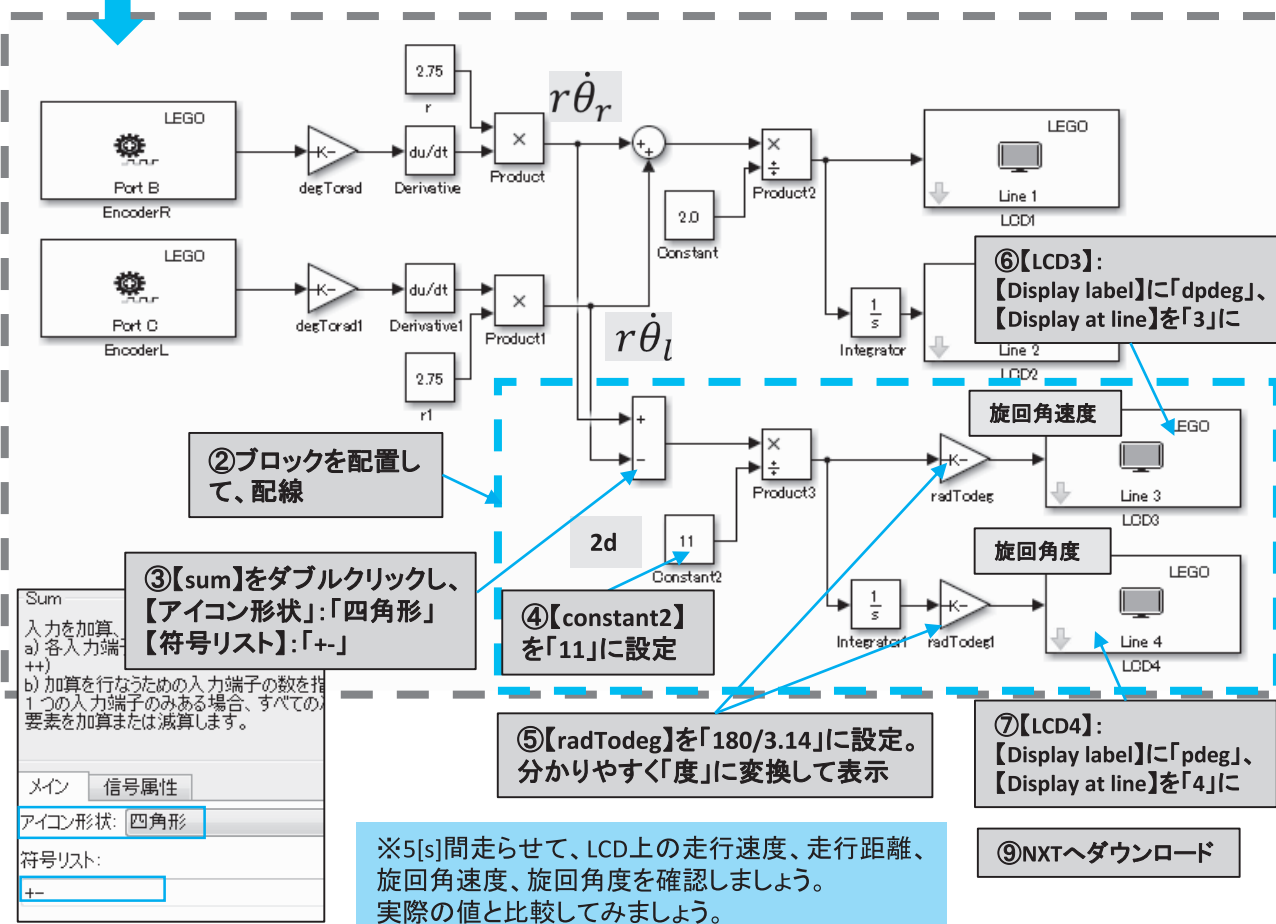 2.75
r
rθ̇r
LEGO
Port B
EncoderR
-K-
degTorad
du/dt
Derivative
×
Product
+
+
×
÷
Product2
2.0
Constant
LEGO
Line 1
LCD1
LEGO
Port C
EncoderL
-K-
degTorad1
du/dt
Derivative1
×
Product1
2.75
r1
rθ̇l
1
s
Integrator
Line 2
LCD2
⑥【LCD3】:
【Display label】に「dpdeg」、
【Display at line】を「3」に
②ブロックを配置し
て、配線
+
-
×
÷
Product3
2d
11
Constant2
-K-
radTodeg
旋回角速度
LEGO
Line 3
LCD3
旋回角度
LEGO
Line 4
LCD4
1
s
Integrator1
-K-
radTodeg1
③【sum】をダブルクリックし、
【アイコン形状】:「四角形」
【符号リスト】:「+-」
④【constant2】
を「11」に設定
⑤【radTodeg】を「180/3.14」に設定。
分かりやすく「度」に変換して表示
⑦【LCD4】:
【Display label】に「pdeg」、
【Display at line】を「4」に
⑨NXTへダウンロード
Sum
入力を加算、
a) 各入力端子
++)
b) 加算を行なうための入力端子の数を指
1 つの入力端子のみある場合、すべての
要素を加算または減算します。
メイン 信号属性
アイコン形状: 四角形
符号リスト:
+-
※5[s]間走らせて、LCD上の走行速度、走行距離、
旋回角速度、旋回角度を確認しましょう。
実際の値と比較してみましょう。